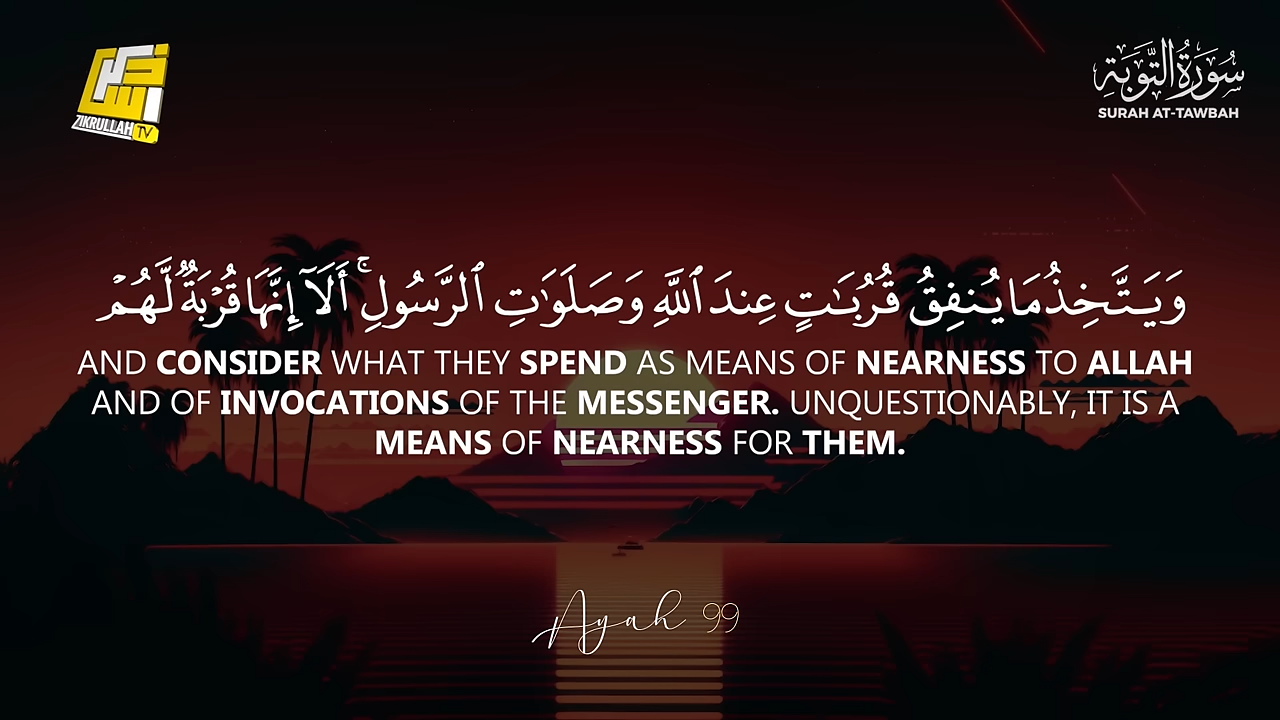 ZIKRULLAH TV
سُورَةُ التَّوْبَةِ
SURAH AT-TAWBAH
وَيَتَّخِذُ مَا يُنفِقُ قُرُبَـٰتٍ عِندَ ٱللَّهِ وَصَلَوَٰتِ ٱلرَّسُولِ ۚ أَلَآ إِنَّهَا قُرْبَةٌ لَّهُمْ
AND CONSIDER WHAT THEY SPEND AS MEANS OF NEARNESS TO ALLAH
AND OF INVOCATIONS OF THE MESSENGER. UNQUESTIONABLY, IT IS A
MEANS OF NEARNESS FOR THEM.
Ayah 99